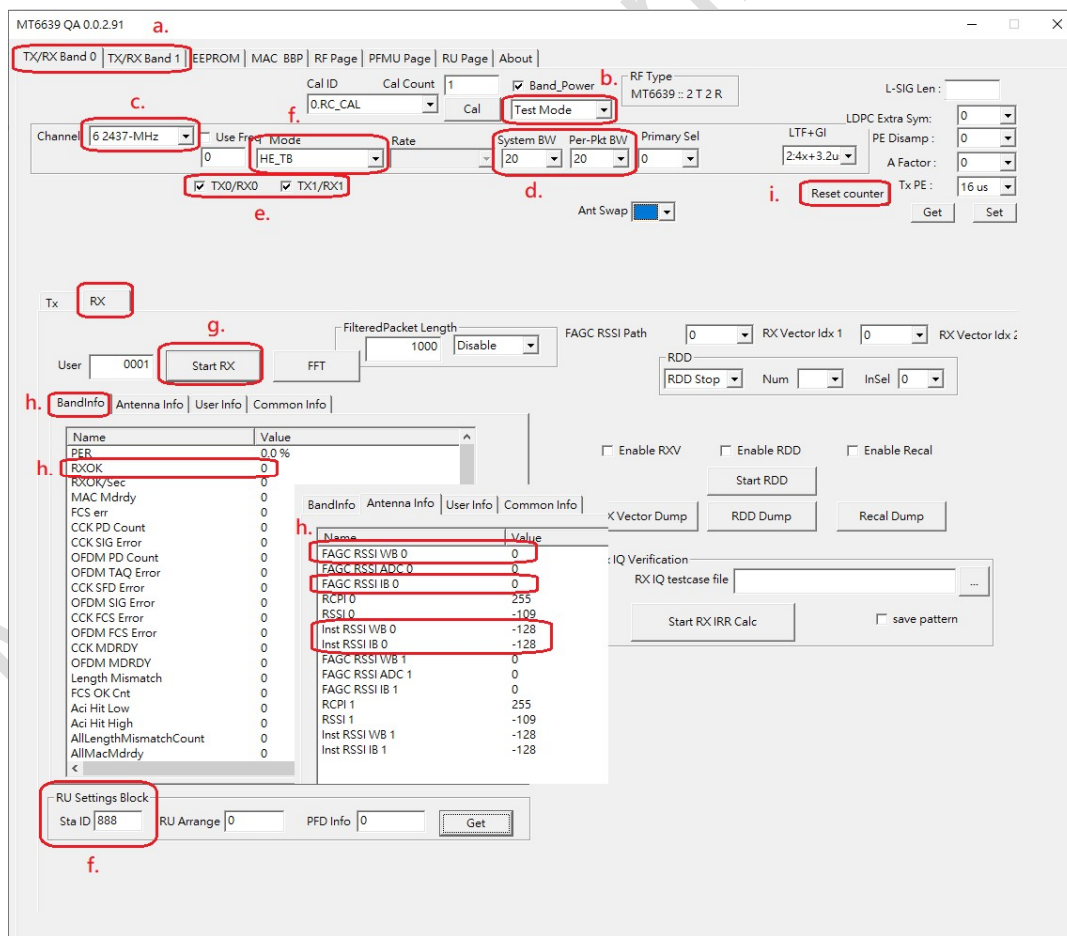 MT6639 QA 0.0.2.91
a.
TX/RX Band 0 TX/RX Band 1 EEPROM MAC BBP RF Page PFMU Page RU Page About
Cal ID Cal Count 1 Band_Power b. RF Type
0.RC_CAL Cal Test Mode MT6639 :: 2 T 2 R L-SIG Len :
c. f.
LDPC Extra Sym: 0
Channel 6 2437-MHz Use Freq Mode Rate System BW Per-Pkt BW Primary Sel LTF+GI PE Disamp : 0
0 HE_TB 20 20 0 2:4x+3.2u A Factor : 0
TX0/RX0 TX1/RX1 d. i. Reset counter Tx PE : 16 us
e. Ant Swap Get Set
Tx RX
g. FilteredPacket Length FAGC RSSI Path 0 RX Vector Idx 1 0 RX Vector Idx 2
1000 Disable
User 0001 Start RX FFT
RDD
RDD Stop Num InSel 0
h. BandInfo Antenna Info User Info Common Info
Name Value
PER 0.0 %
h. RXOK 0
RXOK/Sec 0
MAC Mdrdy 0
FCS err 0
CCK PD Count 0
CCK SIG Error 0
OFDM PD Count 0
OFDM TAQ Error 0
CCK SFD Error 0
OFDM SIG Error 0
CCK FCS Error 0
OFDM FCS Error 0
CCK MDRDY 0
OFDM MDRDY 0
Length Mismatch 0
FCS OK Cnt 0
Aci Hit Low 0
Aci Hit High 0
AllLengthMismatchCount 0
AllMacMdrdy 0
BandInfo Antenna Info User Info Common Info
h. Name Value
FAGC RSSI WB 0 0
FAGC RSSI ADC 0 0
FAGC RSSI IB 0 0
RCPI 0 255
RSSI 0 -109
Inst RSSI WB 0 -128
Inst RSSI IB 0 -128
FAGC RSSI WB 1 0
FAGC RSSI ADC 1 0
FAGC RSSI IB 1 0
RCPI 1 255
RSSI 1 -109
Inst RSSI WB 1 -128
Inst RSSI IB 1 -128
Enable RXV Enable RDD Enable Recal
Start RDD
Vector Dump RDD Dump Recal Dump
IQ Verification
RX IQ testcase file ...
Start RX IRR Calc save pattern
RU Settings Block
Sta ID 888 RU Arrange 0 PFD Info 0 Get
f.